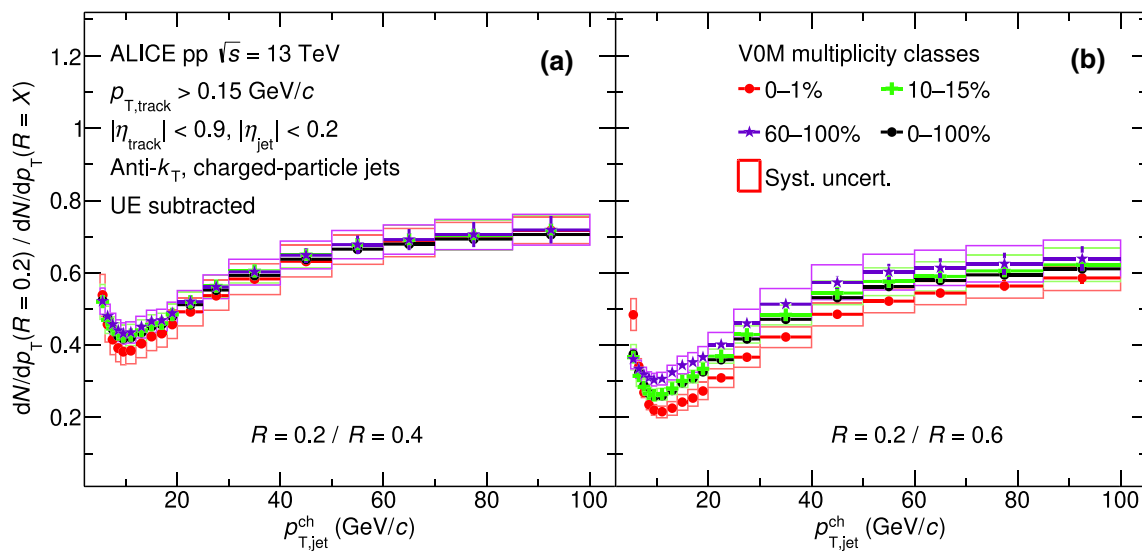 dN/dp_T(R = 0.2) / dN/dp_T(R = X)
1.2
1
0.8
0.6
0.4
0.2
ALICE pp √s = 13 TeV
(a)
p_T,track > 0.15 GeV/c
|η_track| < 0.9, |η_jet| < 0.2
Anti-k_T, charged-particle jets
UE subtracted
R = 0.2 / R = 0.4
20 40 60 80 100
p^ch_T,jet (GeV/c)
V0M multiplicity classes
(b)
0–1% 10–15%
60–100% 0–100%
Syst. uncert.
R = 0.2 / R = 0.6
20 40 60 80 100
p^ch_T,jet (GeV/c)